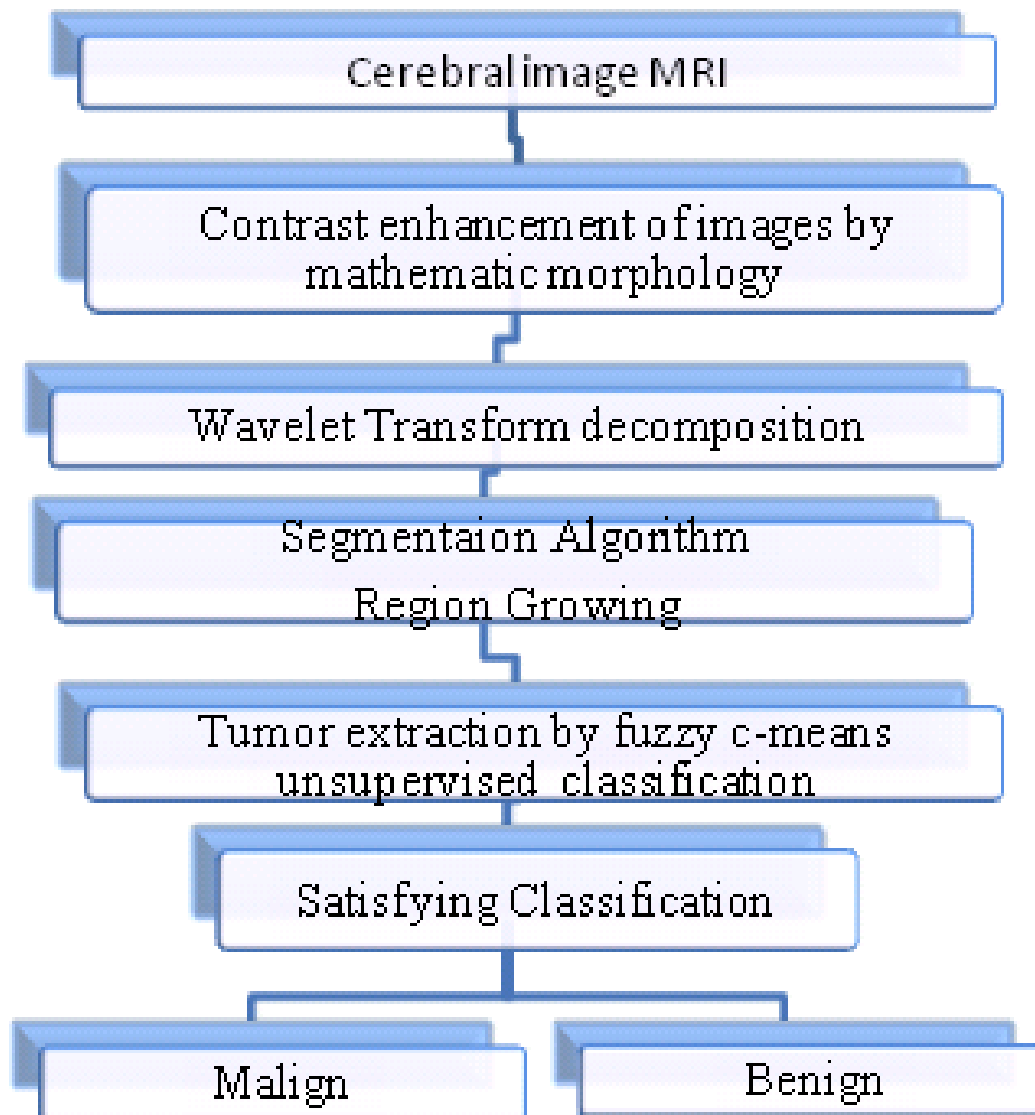 Cerebral image MRI
Contrast enhancement of images by
mathematic morphology
Wavelet Transform decomposition
Segmentaion Algorithm
Region Growing
Tumor extraction by fuzzy c-means
unsupervised classification
Satisfying Classification
Malign
Benign